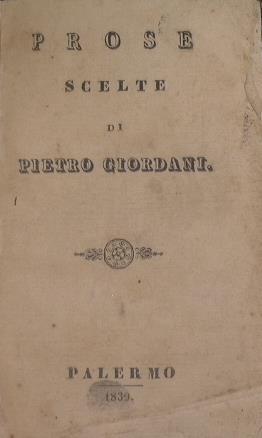 PROSE
SCELTE
DI
PIETRO GIORDANI.
PALERMO
1839.